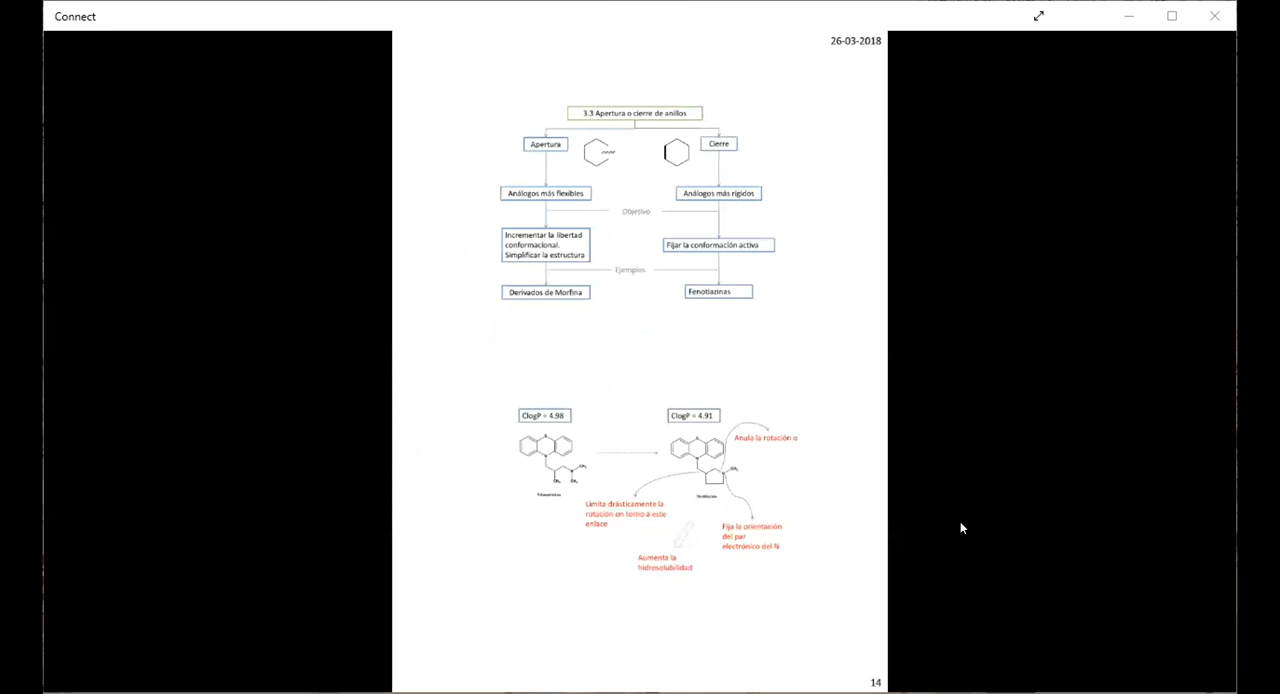 Connect
26-03-2018
3.3 Apertura o cierre de anillos
Apertura
Cierre
Análogos más flexibles
Análogos más rígidos
Objetivo
Incrementar la libertad
conformacional.
Simplificar la estructura
Fijar la conformación activa
Ejemplos
Derivados de Morfina
Fenotiazinas
ClogP = 4.98
ClogP = 4.91
Anula la rotación o
Limita drásticamente la
rotación en torno a este
enlace
Fija la orientación
del par
electrónico del N
Aumenta la
hidrosolubilidad
14